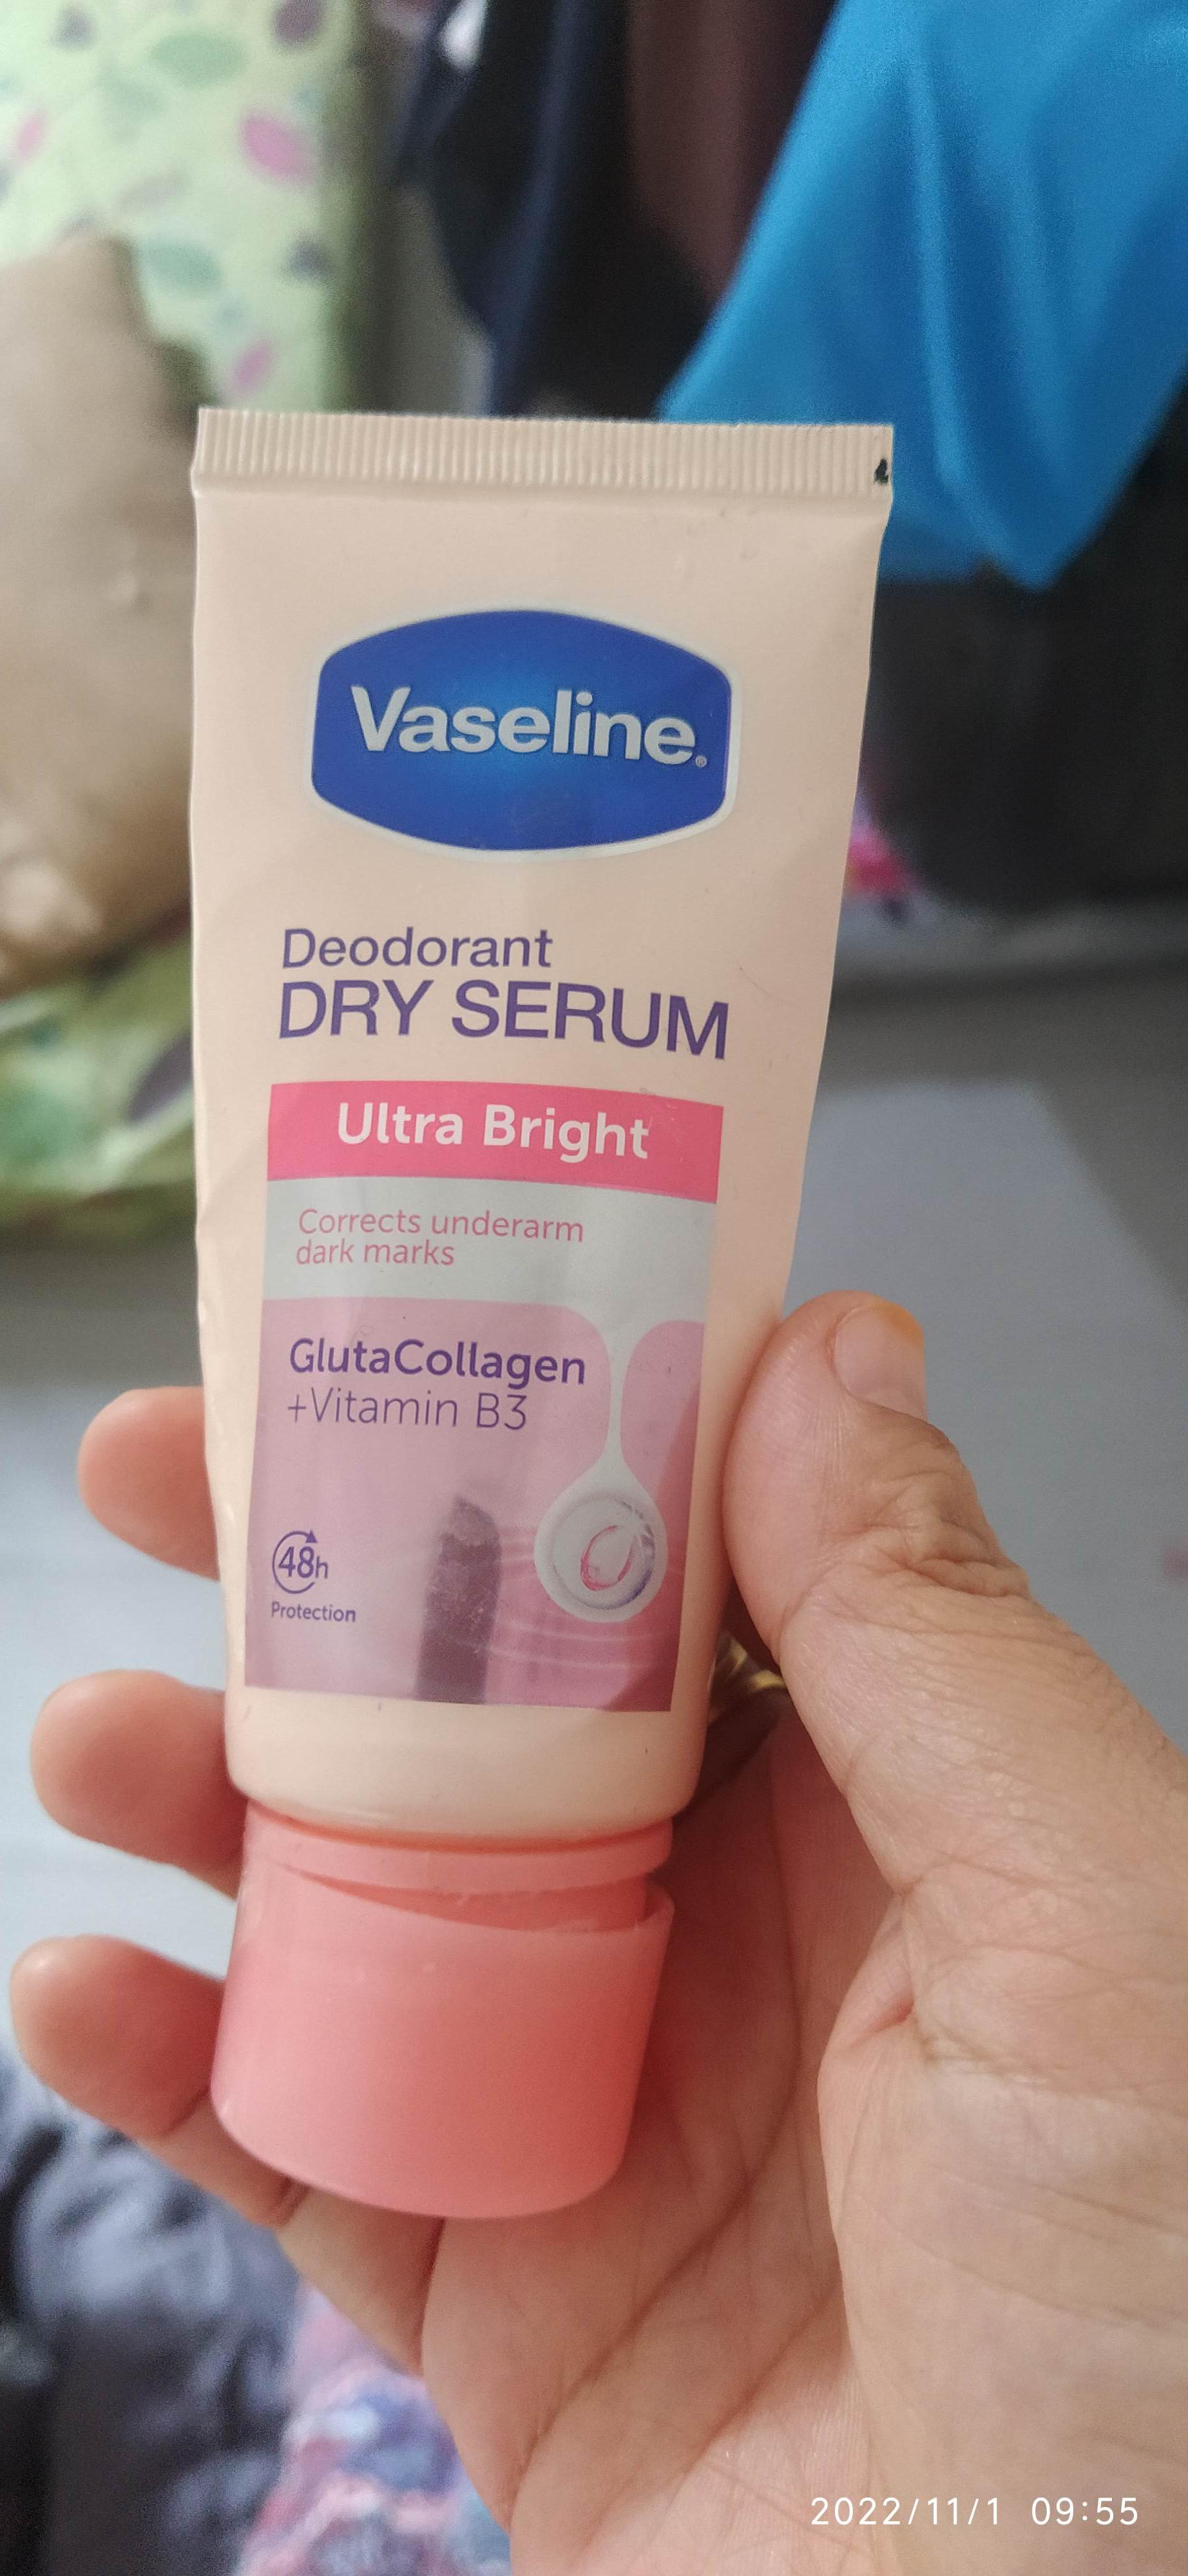 Vaseline®
Deodorant
DRY SERUM
Ultra Bright
Corrects underarm
dark marks
GlutaCollagen
+Vitamin B3
48h
Protection
2022/11/1 09:55